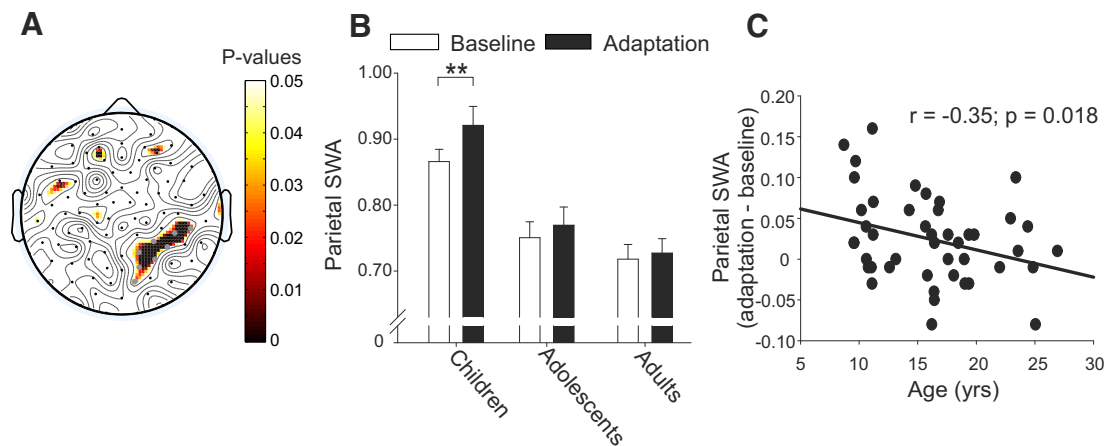 A
P-values
0.05
0.04
0.03
0.02
0.01
0
B
Baseline
Adaptation
**
1.00
0.90
0.80
0.70
0
Parietal SWA
Children
Adolescents
Adults
C
r = -0.35; p = 0.018
0.20
0.15
0.10
0.05
0
-0.05
-0.10
Parietal SWA
(adaptation - baseline)
5 10 15 20 25 30
Age (yrs)